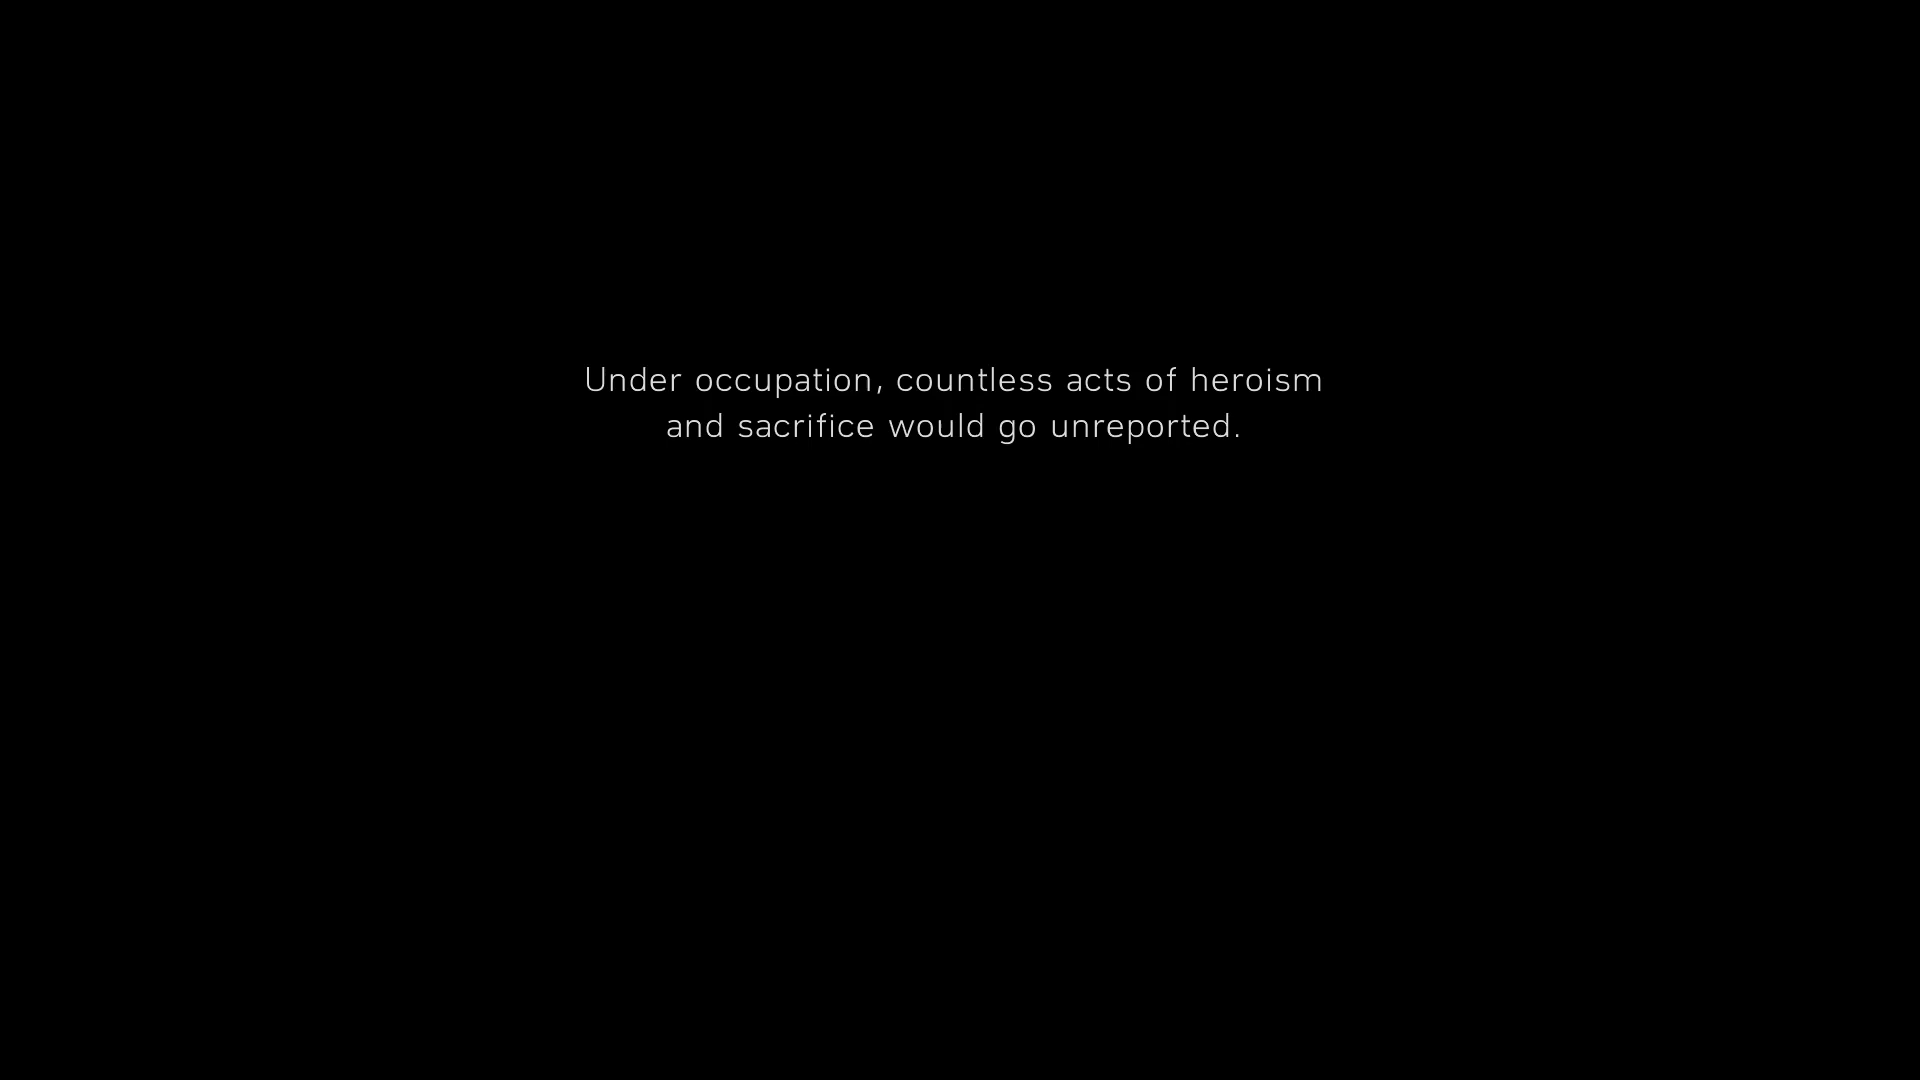 Under occupation, countless acts of heroism
and sacrifice would go unreported.